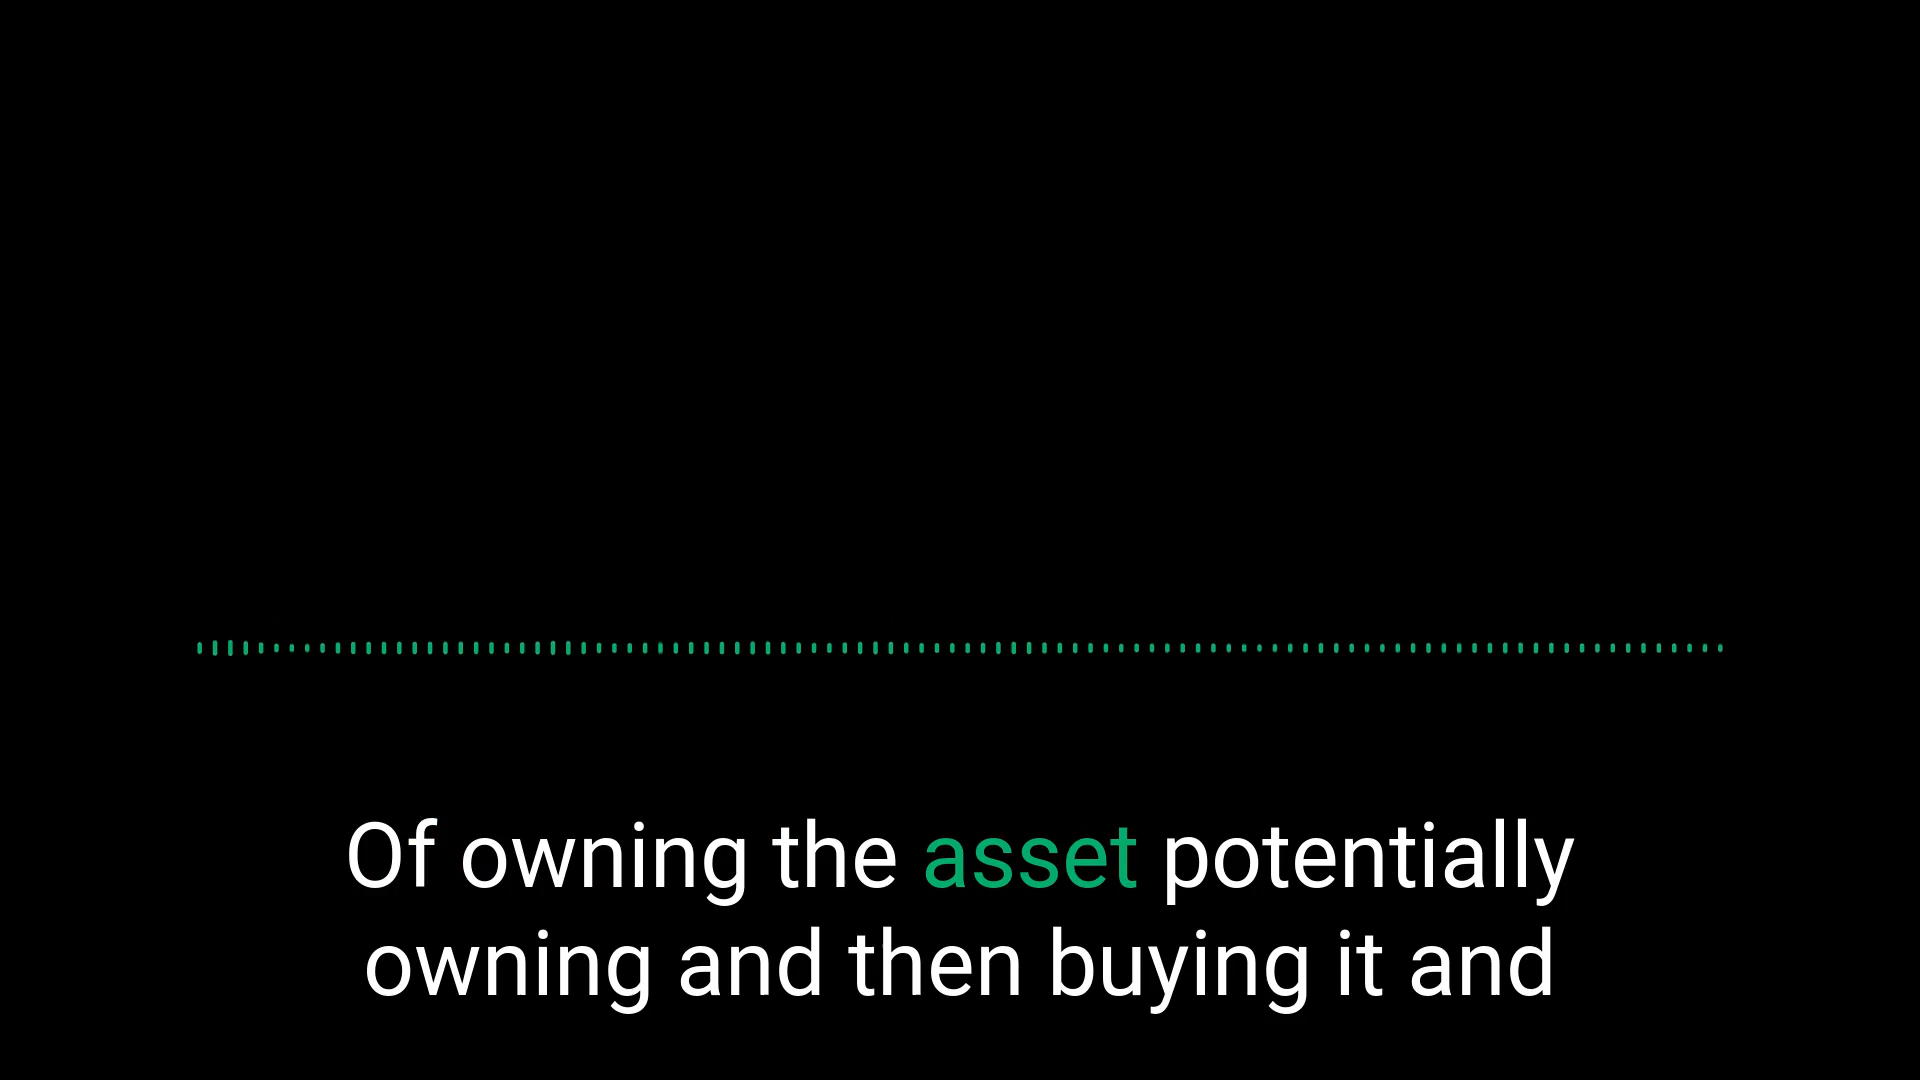 Of owning the asset potentially
owning and then buying it and